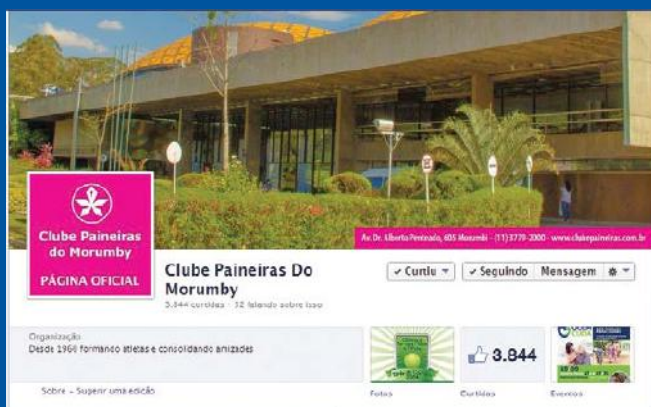 Clube Paineiras
do Morumby
PÁGINA OFICIAL
Av. Dr. Alberto Penteado, 605 Morumbi - (11) 3779-2000 - www.clubepaineiras.com.br
Clube Paineiras Do
Morumby
3.844 curtidas · 32 falando sobre isso
✓ Curtiu
✓ Seguindo
Mensagem
Organização
Desde 1960 formando atletas e consolidando amizades
Sobre – Sugerir uma edição
3.844
Fotos
Curtidas
Eventos